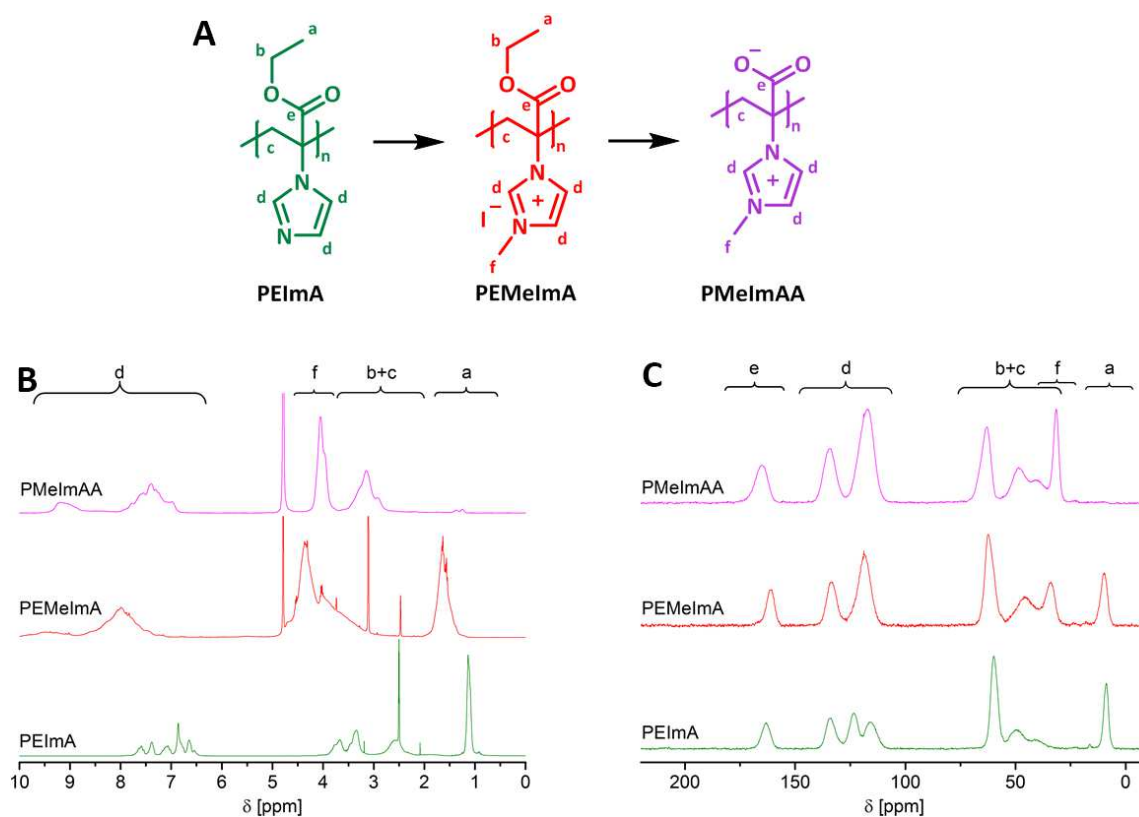 A
a
b
O
O
e
c
n
N
d
d
N
d
PEImA
a
b
O
O
e
c
n
N
d
d
I−
+
N
d
f
PEMeImA
O−
O
e
c
n
N
d
d
+
N
d
f
PMeImAA
B
d
f
b+c
a
PMeImAA
PEMeImA
PEImA
10 9 8 7 6 5 4 3 2 1 0
δ [ppm]
C
e
d
b+c
f
a
PMeImAA
PEMeImA
PEImA
200 150 100 50 0
δ [ppm]